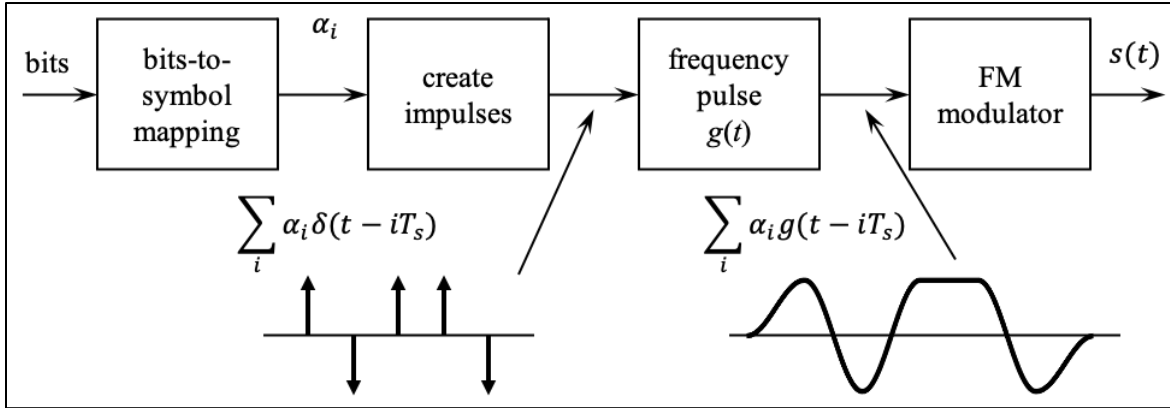 bits
bits-to-
symbol
mapping
α_i
create
impulses
frequency
pulse
g(t)
FM
modulator
s(t)
∑_i α_i δ(t − iT_s)
∑_i α_i g(t − iT_s)